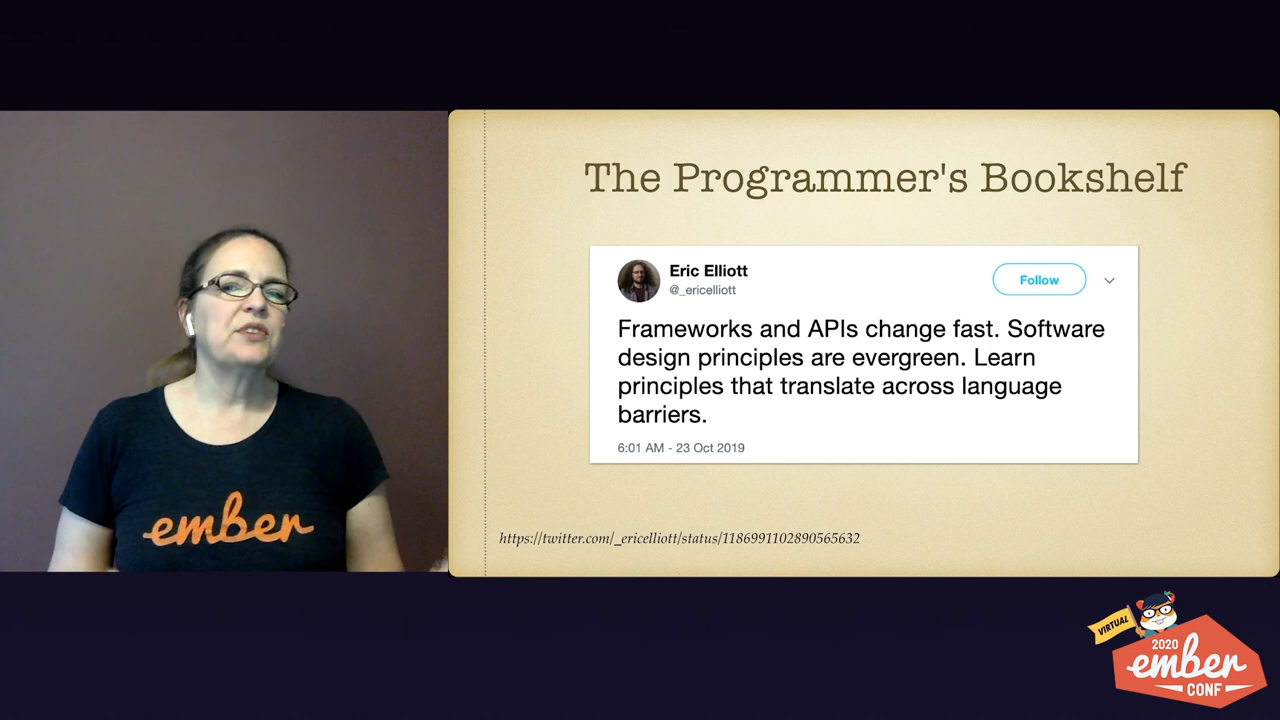 The Programmer's Bookshelf
Eric Elliott
@_ericelliott
Follow
Frameworks and APIs change fast. Software
design principles are evergreen. Learn
principles that translate across language
barriers.
6:01 AM - 23 Oct 2019
https://twitter.com/_ericelliott/status/1186991102890565632
ember
VIRTUAL
2020
ember
CONF